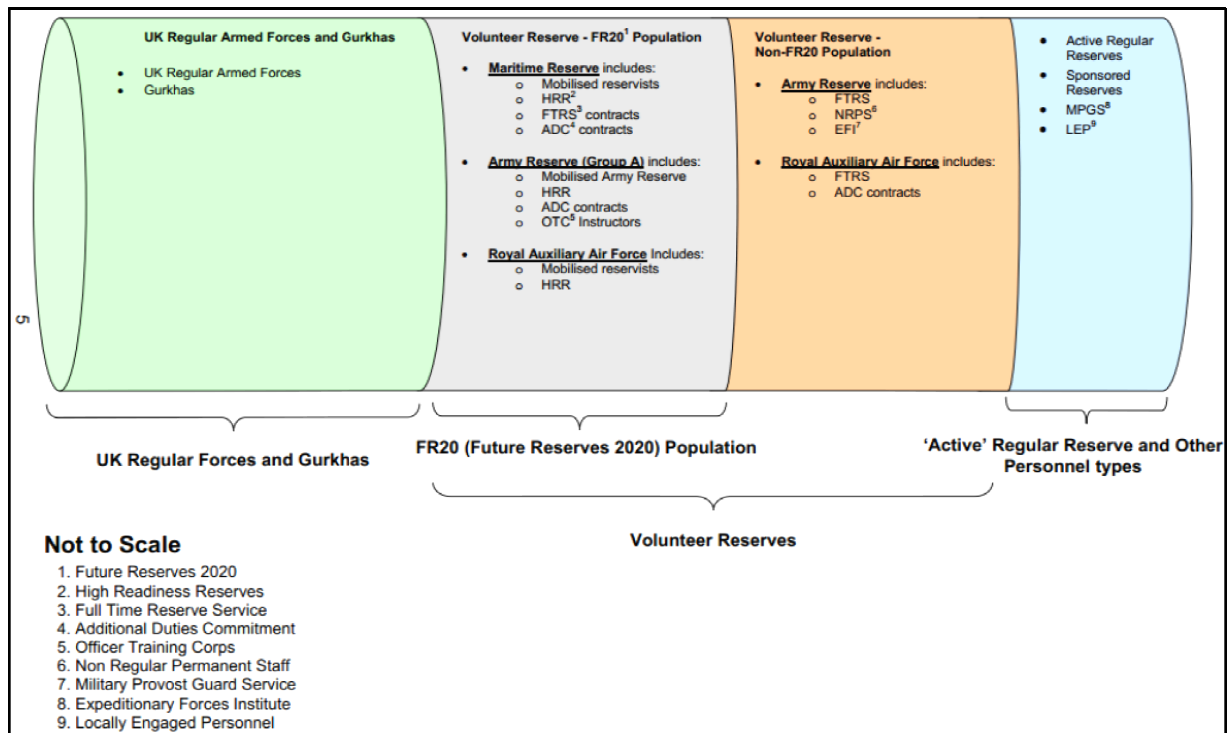 UK Regular Armed Forces and Gurkhas
• UK Regular Armed Forces
• Gurkhas
Volunteer Reserve - FR20¹ Population
• Maritime Reserve includes:
o Mobilised reservists
o HRR²
o FTRS³ contracts
o ADC⁴ contracts
• Army Reserve (Group A) includes:
o Mobilised Army Reserve
o HRR
o ADC contracts
o OTC⁵ Instructors
• Royal Auxiliary Air Force Includes:
o Mobilised reservists
o HRR
Volunteer Reserve -
Non-FR20 Population
• Army Reserve includes:
o FTRS
o NRPS⁶
o EFI⁷
• Royal Auxiliary Air Force includes:
o FTRS
o ADC contracts
• Active Regular
Reserves
• Sponsored
Reserves
• MPGS⁸
• LEP⁹
5
UK Regular Forces and Gurkhas
FR20 (Future Reserves 2020) Population
'Active' Regular Reserve and Other
Personnel types
Volunteer Reserves
Not to Scale
1. Future Reserves 2020
2. High Readiness Reserves
3. Full Time Reserve Service
4. Additional Duties Commitment
5. Officer Training Corps
6. Non Regular Permanent Staff
7. Military Provost Guard Service
8. Expeditionary Forces Institute
9. Locally Engaged Personnel